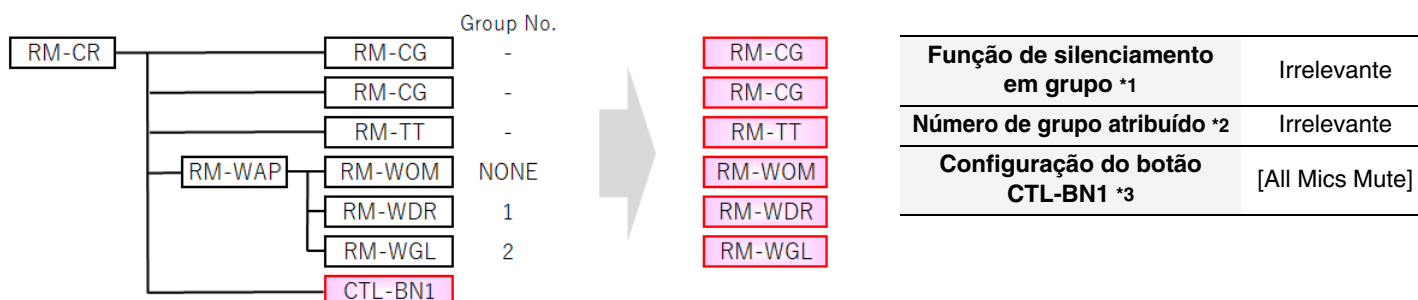 Group No.
RM-CR
RM-CG -
RM-CG -
RM-TT -
RM-WAP RM-WOM NONE
RM-WDR 1
RM-WGL 2
CTL-BN1
RM-CG
RM-CG
RM-TT
RM-WOM
RM-WDR
RM-WGL
Função de silenciamento
em grupo *1
Irrelevante
Número de grupo atribuído *2 Irrelevante
Configuração do botão
CTL-BN1 *3
[All Mics Mute]